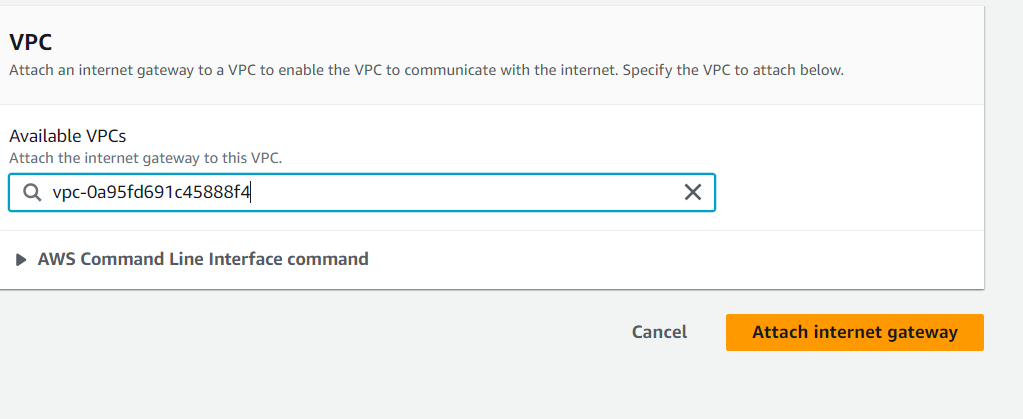 VPC
Attach an internet gateway to a VPC to enable the VPC to communicate with the internet. Specify the VPC to attach below.
Available VPCs
Attach the internet gateway to this VPC.
vpc-0a95fd691c45888f4
AWS Command Line Interface command
Cancel
Attach internet gateway